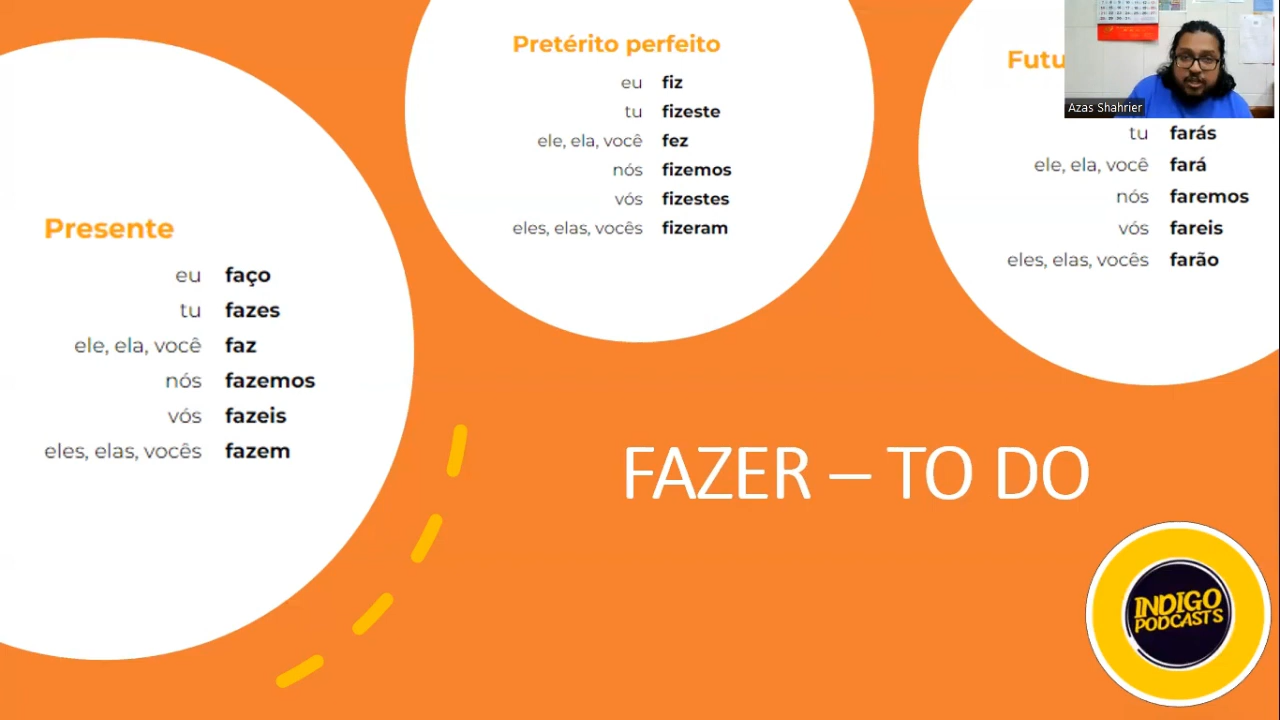 Presente
eu faço
tu fazes
ele, ela, você faz
nós fazemos
vós fazeis
eles, elas, vocês fazem
Pretérito perfeito
eu fiz
tu fizeste
ele, ela, você fez
nós fizemos
vós fizestes
eles, elas, vocês fizeram
Futu
tu farás
ele, ela, você fará
nós faremos
vós fareis
eles, elas, vocês farão
Azas Shahrier
FAZER – TO DO
INDIGO
PODCASTS